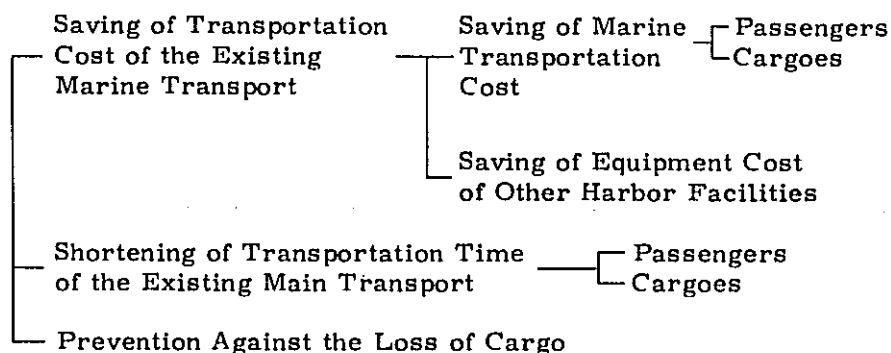 Saving of Transportation
Cost of the Existing
Marine Transport
Saving of Marine
Transportation
Cost
Passengers
Cargoes
Saving of Equipment Cost
of Other Harbor Facilities
Shortening of Transportation Time
of the Existing Main Transport
Passengers
Cargoes
Prevention Against the Loss of Cargo